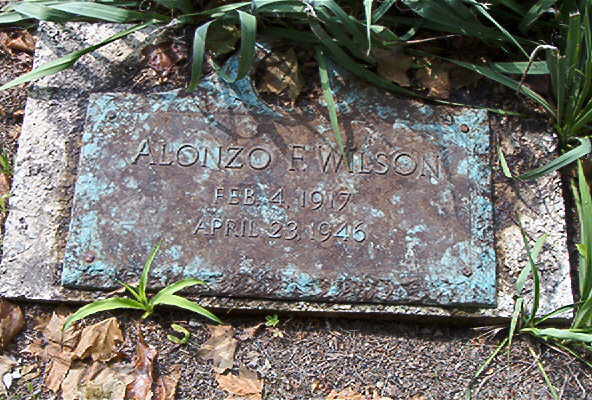 ALONZO F. WILSON
FEB. 4, 1917
APRIL 23, 1946